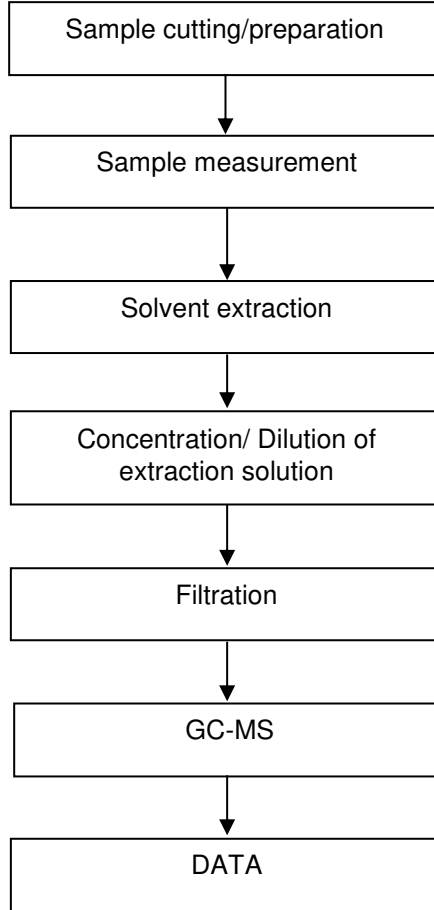 Sample cutting/preparation
Sample measurement
Solvent extraction
Concentration/ Dilution of
extraction solution
Filtration
GC-MS
DATA